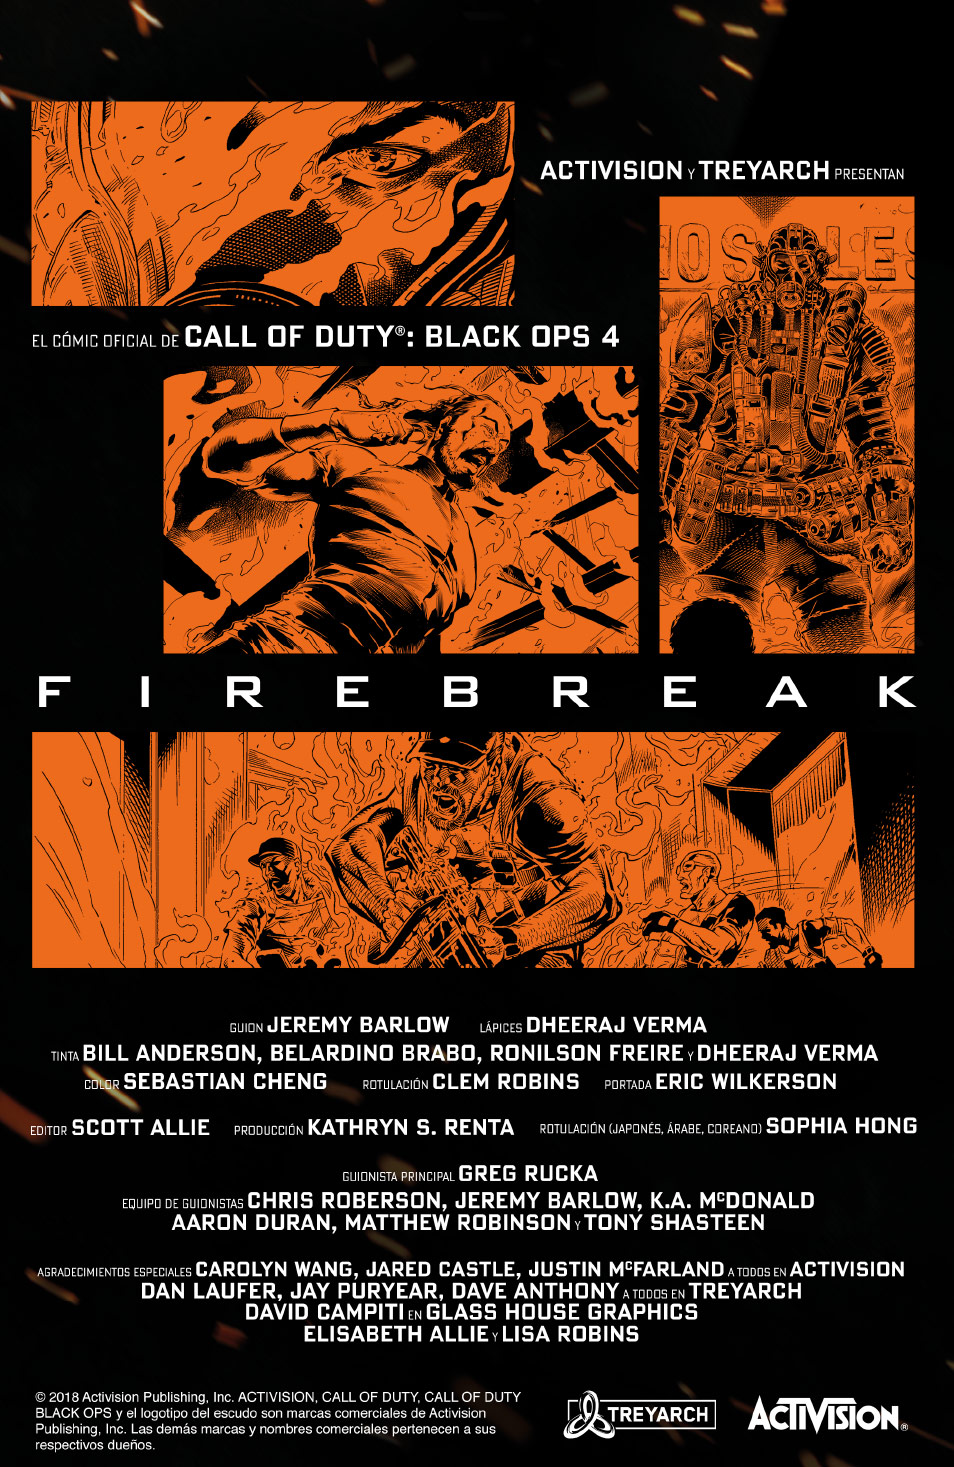 ACTIVISION Y TREYARCH PRESENTAN
EL CÓMIC OFICIAL DE CALL OF DUTY®: BLACK OPS 4
FIREBREAK
GUION JEREMY BARLOW LÁPICES DHEERAJ VERMA
TINTA BILL ANDERSON, BELARDINO BRABO, RONILSON FREIRE Y DHEERAJ VERMA
COLOR SEBASTIAN CHENG ROTULACIÓN CLEM ROBINS PORTADA ERIC WILKERSON
EDITOR SCOTT ALLIE PRODUCCIÓN KATHRYN S. RENTA ROTULACIÓN (JAPONÉS, ÁRABE, COREANO) SOPHIA HONG
GUIONISTA PRINCIPAL GREG RUCKA
EQUIPO DE GUIONISTAS CHRIS ROBERSON, JEREMY BARLOW, K.A. McDONALD
AARON DURAN, MATTHEW ROBINSON Y TONY SHASTEEN
AGRADECIMIENTOS ESPECIALES CAROLYN WANG, JARED CASTLE, JUSTIN McFARLAND A TODOS EN ACTIVISION
DAN LAUFER, JAY PURYEAR, DAVE ANTHONY A TODOS EN TREYARCH
DAVID CAMPITI EN GLASS HOUSE GRAPHICS
ELISABETH ALLIE Y LISA ROBINS
© 2018 Activision Publishing, Inc. ACTIVISION, CALL OF DUTY, CALL OF DUTY
BLACK OPS y el logotipo del escudo son marcas comerciales de Activision
Publishing, Inc. Las demás marcas y nombres comerciales pertenecen a sus
respectivos dueños.
TREYARCH
ACTIVISION®